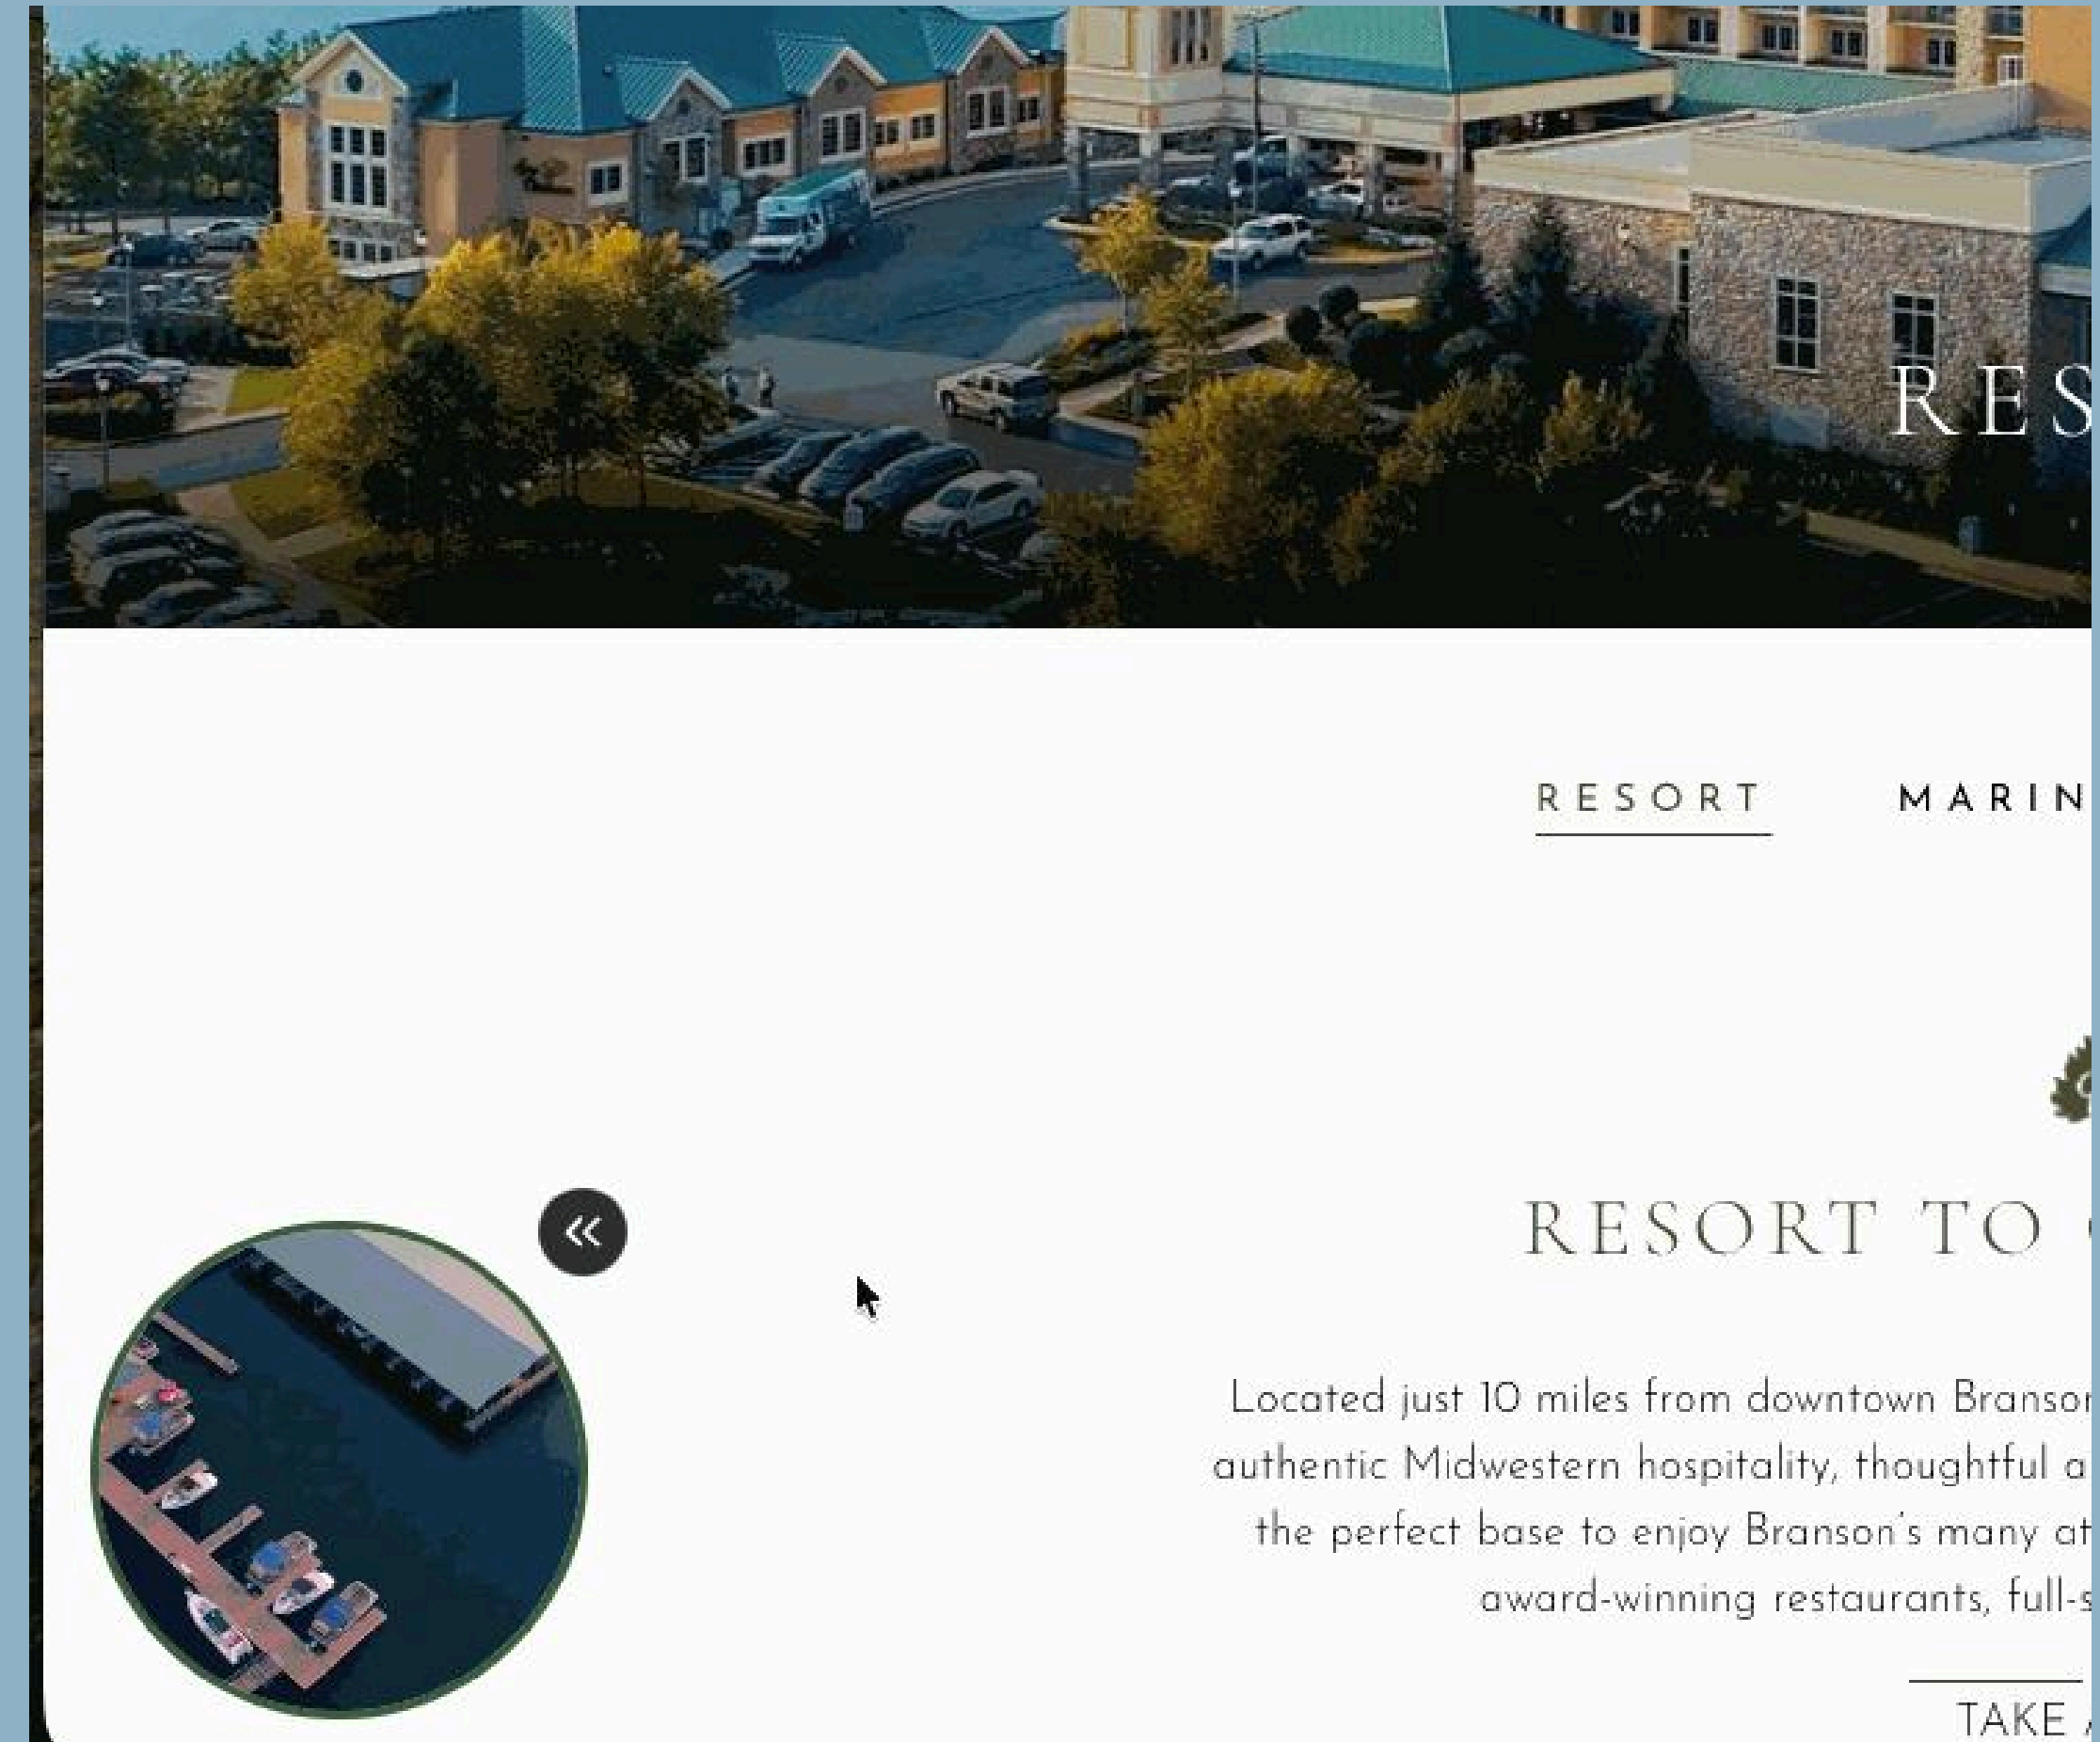 RES
RESORT MARIN
RESORT TO
Located just 10 miles from downtown Branson
authentic Midwestern hospitality, thoughtful a
the perfect base to enjoy Branson's many at
award-winning restaurants, full-s
TAKE